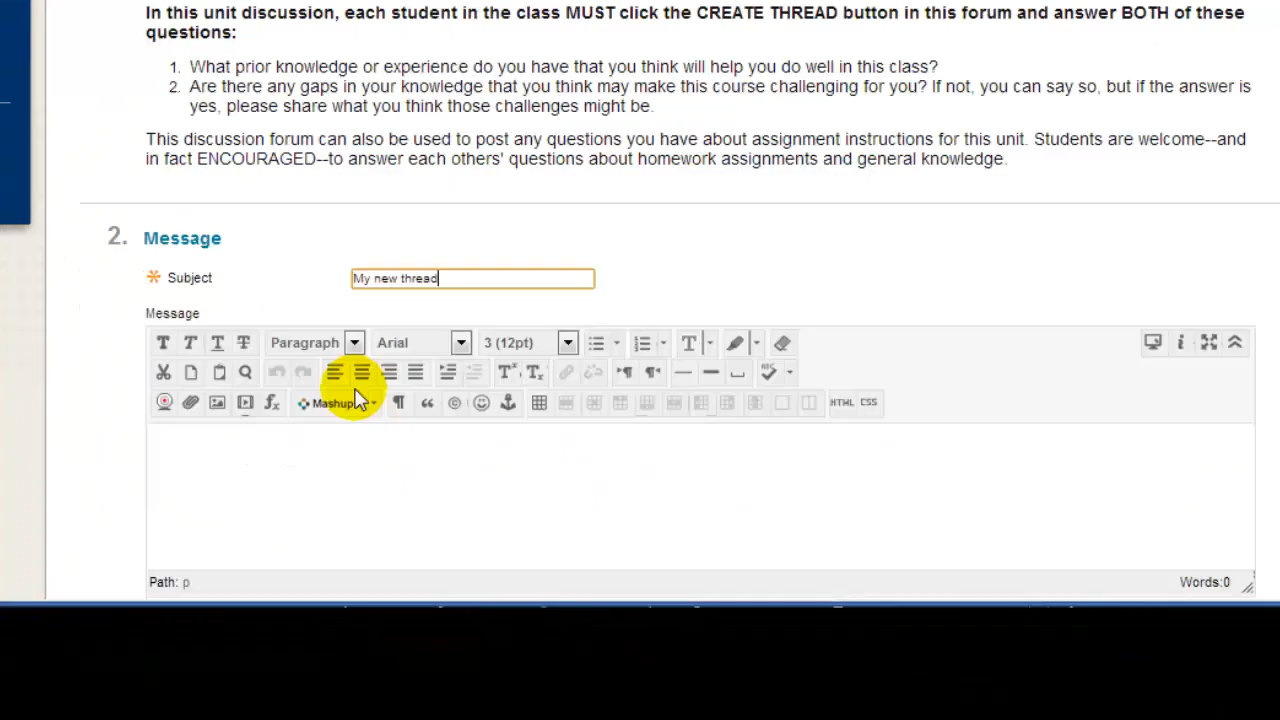 In this unit discussion, each student in the class MUST click the CREATE THREAD button in this forum and answer BOTH of these
questions:
1. What prior knowledge or experience do you have that you think will help you do well in this class?
2. Are there any gaps in your knowledge that you think may make this course challenging for you? If not, you can say so, but if the answer is
yes, please share what you think those challenges might be.
This discussion forum can also be used to post any questions you have about assignment instructions for this unit. Students are welcome--and
in fact ENCOURAGED--to answer each others' questions about homework assignments and general knowledge.
2. Message
Subject My new thread
Message
Paragraph Arial 3 (12pt)
Mashup
HTML CSS
Path: p Words:0